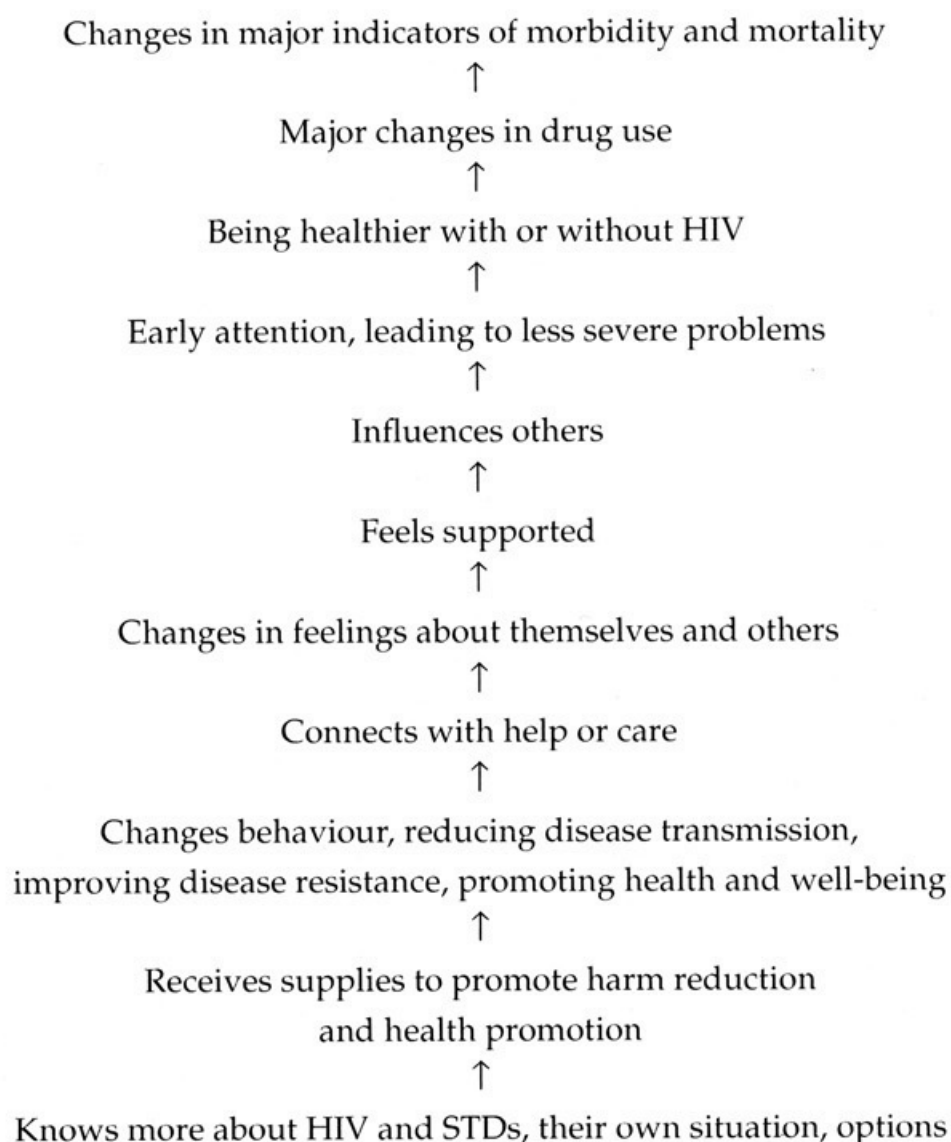 Changes in major indicators of morbidity and mortality
↑
Major changes in drug use
↑
Being healthier with or without HIV
↑
Early attention, leading to less severe problems
↑
Influences others
↑
Feels supported
↑
Changes in feelings about themselves and others
↑
Connects with help or care
↑
Changes behaviour, reducing disease transmission,
improving disease resistance, promoting health and well-being
↑
Receives supplies to promote harm reduction
and health promotion
↑
Knows more about HIV and STDs, their own situation, options